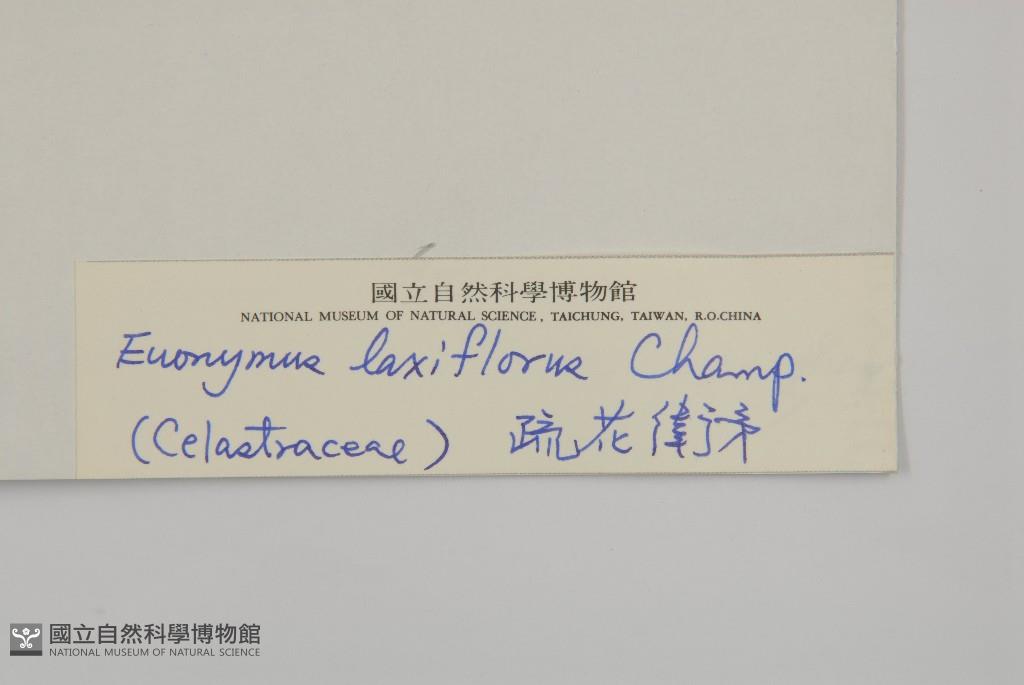 國立自然科學博物館
NATIONAL MUSEUM OF NATURAL SCIENCE, TAICHUNG, TAIWAN, R.O.CHINA
Euonymus laxiflorus Champ.
(Celastraceae) 疏花衛矛
國立自然科學博物館
NATIONAL MUSEUM OF NATURAL SCIENCE